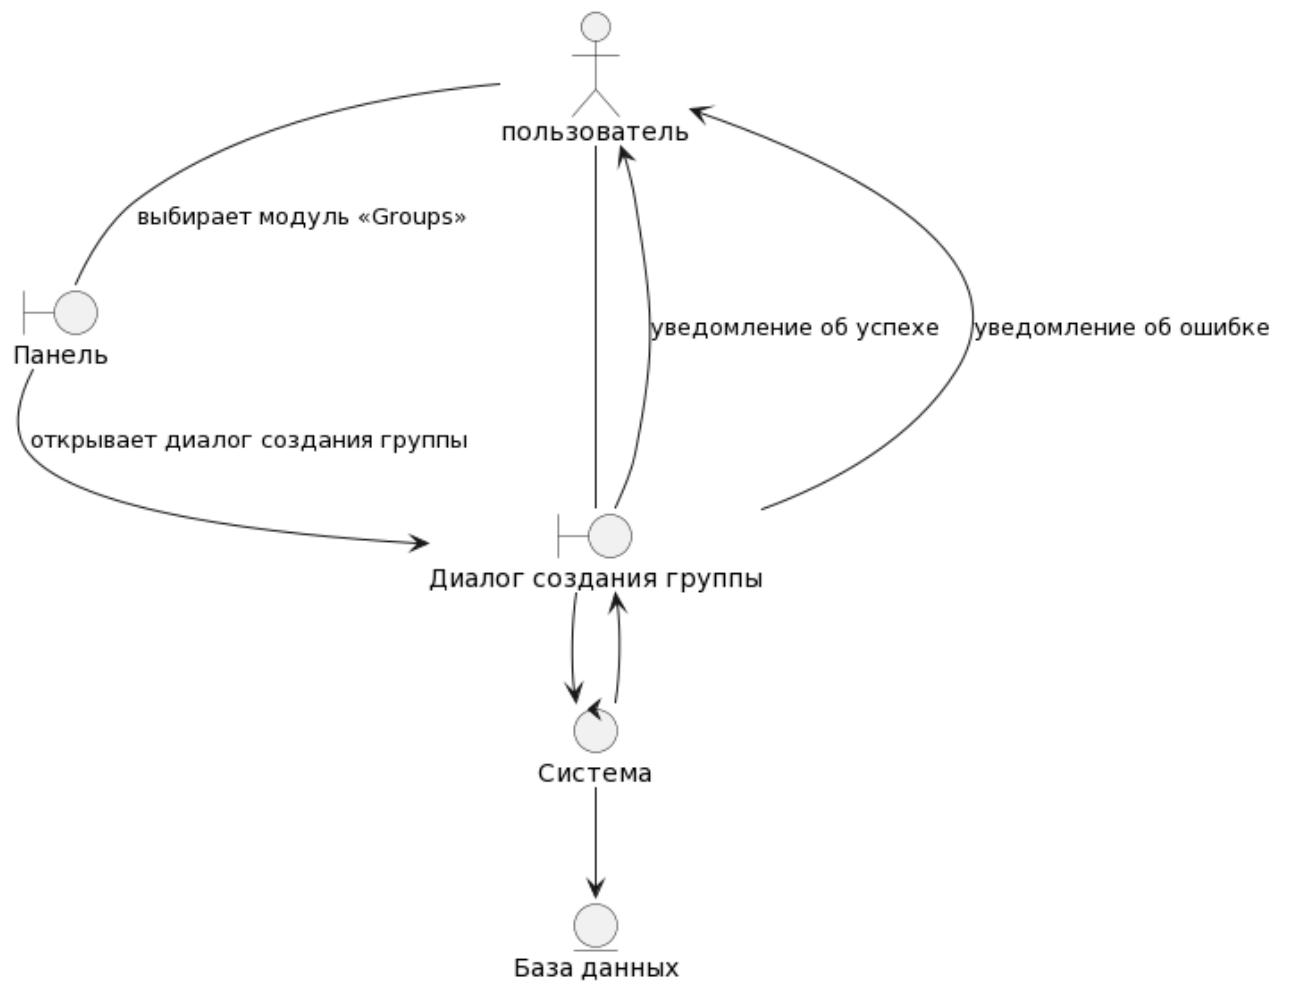 пользователь
выбирает модуль «Groups»
уведомление об успехе
уведомление об ошибке
Панель
открывает диалог создания группы
Диалог создания группы
Система
База данных